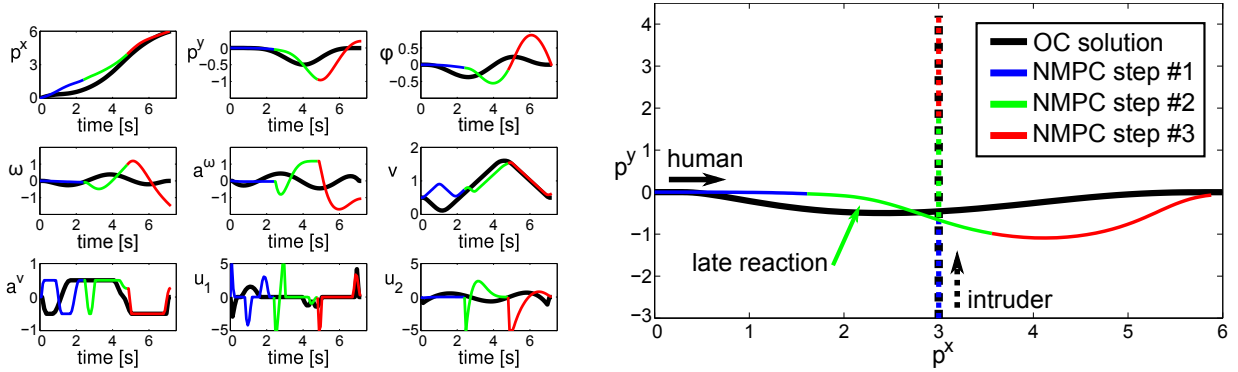 p^x
6
3
0
0 2 4 6
time [s]
p^y
0
−0.5
−1
0 2 4 6
time [s]
φ
0.5
0
−0.5
0 2 4 6
time [s]
ω
1
0
−1
0 2 4 6
time [s]
a^ω
1
0
−1
0 2 4 6
time [s]
v
1.6
0.8
0
0 2 4 6
time [s]
a^v
1
0
−1
0 2 4 6
time [s]
u_1
5
0
−5
0 2 4 6
time [s]
u_2
5
0
−5
0 2 4 6
time [s]
OC solution
NMPC step #1
NMPC step #2
NMPC step #3
p^y
4
3
2
1
0
−1
−2
−3
human
late reaction
intruder
0 1 2 3 4 5 6
p^x